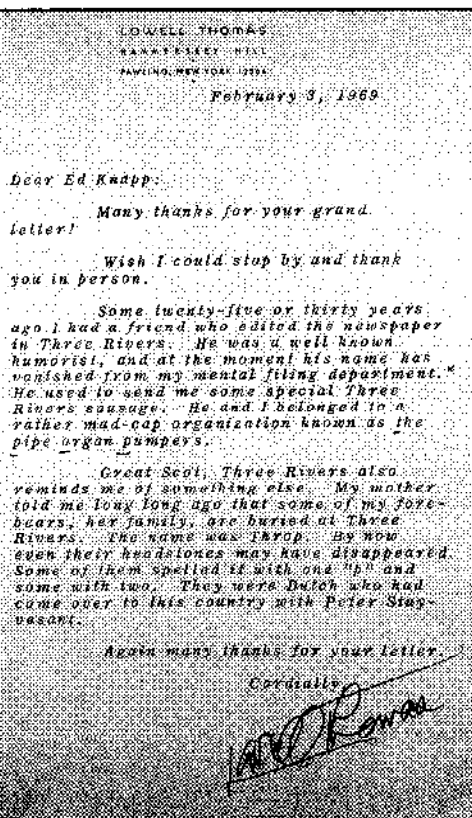 LOWELL THOMAS
HAMMERSLEY HILL
PAWLING, NEW YORK 12564
February 3, 1969
Dear Ed Knapp:
Many thanks for your grand
letter!
Wish I could stop by and thank
you in person.
Some twenty-five or thirty years
ago I had a friend who edited the newspaper
in Three Rivers. He was a well known
humorist, and at the moment his name has
vanished from my mental filing department.*
He used to send me some special Three
Rivers sausage. He and I belonged to a
rather mad-cap organization known as the
pipe organ pumpers.
Great Scot, Three Rivers also
reminds me of something else. My mother
told me long long ago that some of my fore-
bears, her family, are buried at Three
Rivers. The name was Throp. By now
even their headstones may have disappeared.
Some of them spelled it with one "p" and
some with two. They were Dutch who had
come over to this country with Peter Stuy-
vesant.
Again many thanks for your letter.
Cordially,
Lowell Thomas